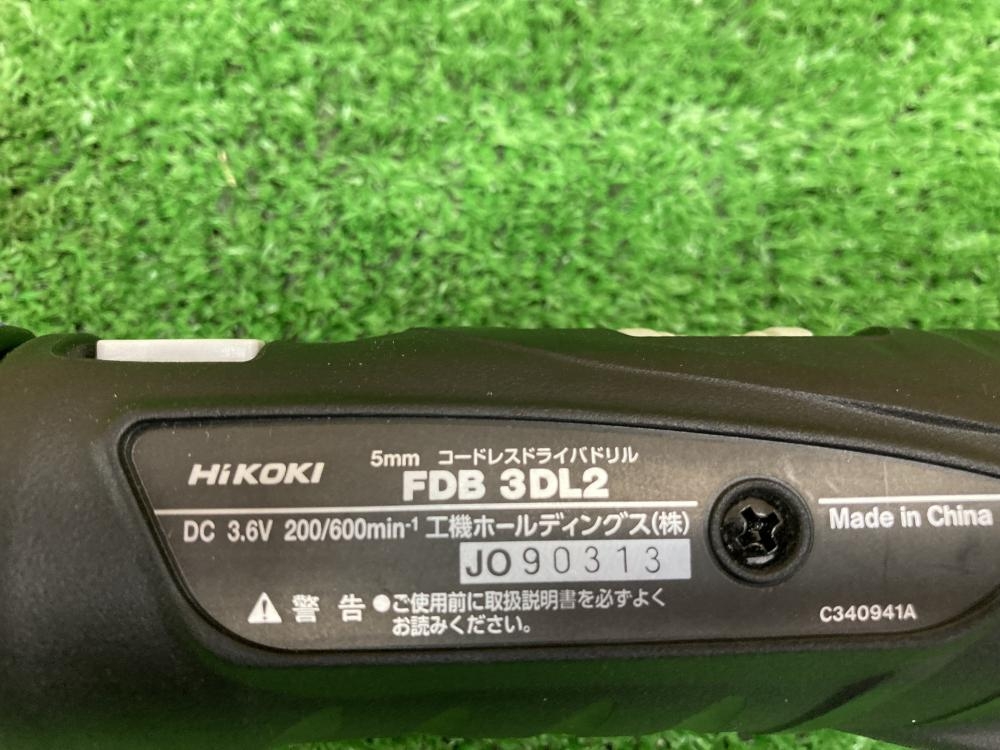 5mm コードレスドライバドリル
HiKOKI FDB 3DL2
DC 3.6V 200/600min-1 工機ホールディングス(株)
Made in China
JO90313
警告 ●ご使用前に取扱説明書を必ずよく
お読みください。
C340941A